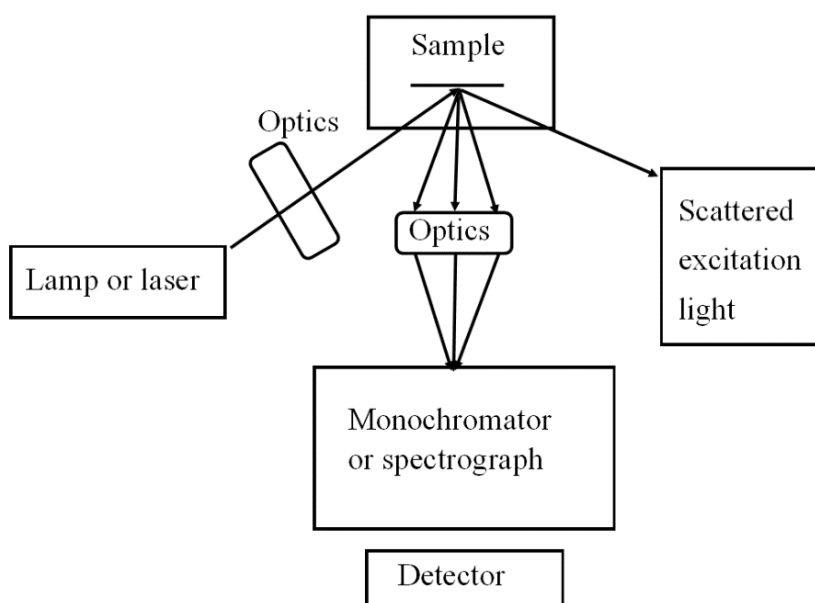 Sample
Optics
Optics
Lamp or laser
Scattered
excitation
light
Monochromator
or spectrograph
Detector